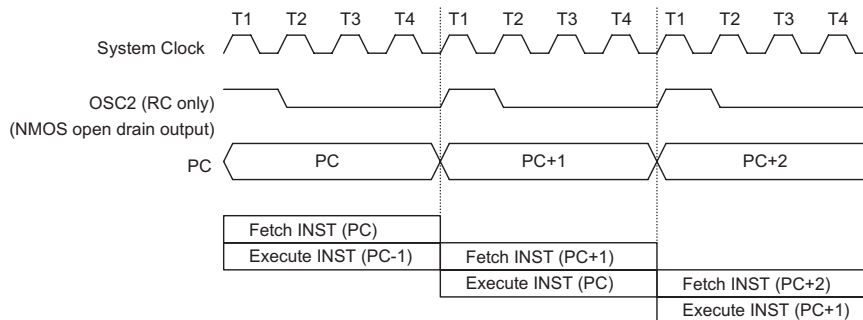 T1 T2 T3 T4 T1 T2 T3 T4 T1 T2 T3 T4
System Clock
OSC2 (RC only)
(NMOS open drain output)
PC PC PC+1 PC+2
Fetch INST (PC)
Execute INST (PC-1) Fetch INST (PC+1)
Execute INST (PC) Fetch INST (PC+2)
Execute INST (PC+1)